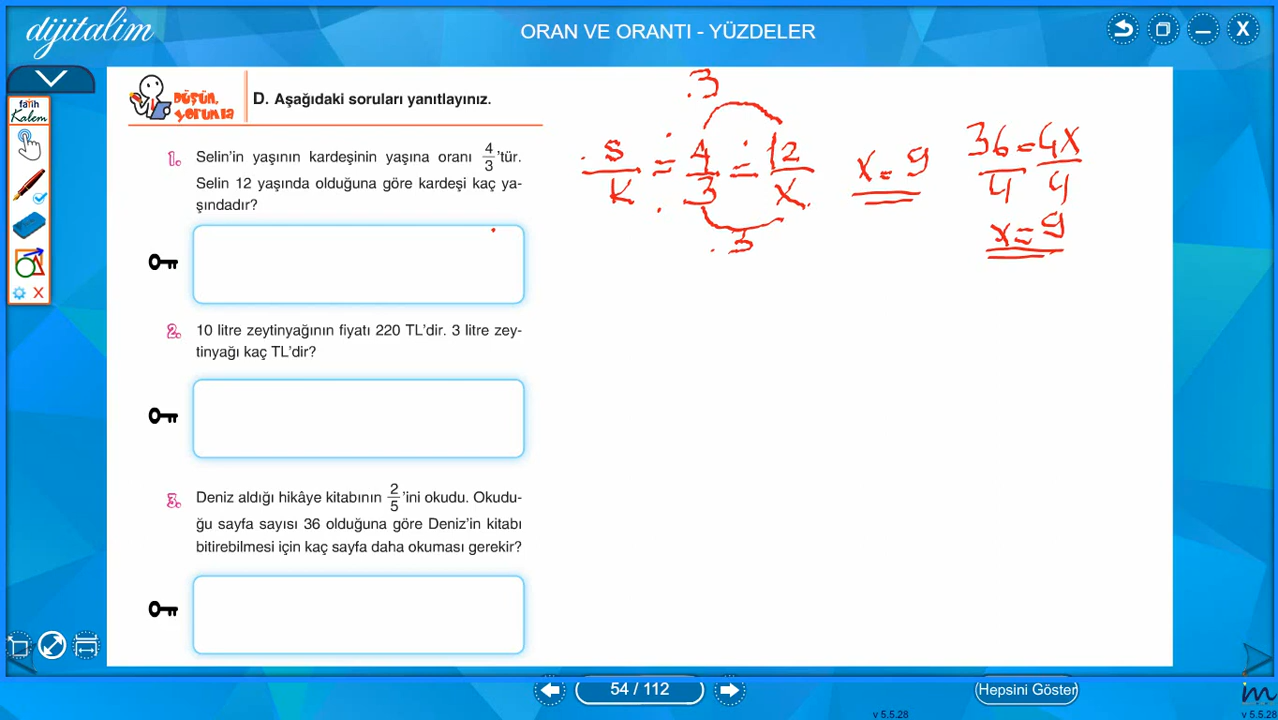 dijitalim
ORAN VE ORANTI - YÜZDELER
X
fatih
Kalem
X
Düşün,
yorumla
D. Aşağıdaki soruları yanıtlayınız.
1. Selin'in yaşının kardeşinin yaşına oranı 4/3'tür.
Selin 12 yaşında olduğuna göre kardeşi kaç ya-
şındadır?
2. 10 litre zeytinyağının fiyatı 220 TL'dir. 3 litre zey-
tinyağı kaç TL'dir?
3. Deniz aldığı hikâye kitabının 2/5'ini okudu. Okudu-
ğu sayfa sayısı 36 olduğuna göre Deniz'in kitabı
bitirebilmesi için kaç sayfa daha okuması gerekir?
.3
S/K = 4/3 = 12/x
.3
x = 9
36/4 = 4x/4
x = 9
54 / 112
Hepsini Göster
v 5.5.28
im
v 5.5.28